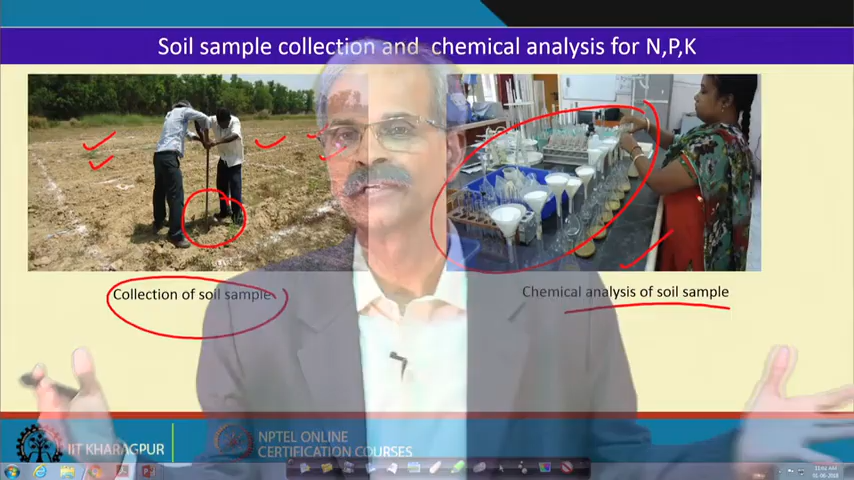 Soil sample collection and chemical analysis for N,P,K
Collection of soil sample
Chemical analysis of soil sample
IIT KHARAGPUR
NPTEL ONLINE
CERTIFICATION COURSES